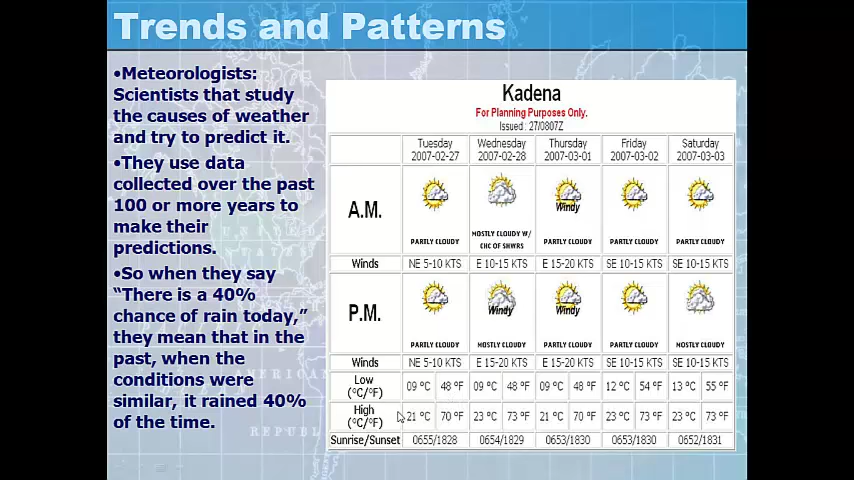 Trends and Patterns
•Meteorologists:
Scientists that study
the causes of weather
and try to predict it.
•They use data
collected over the past
100 or more years to
make their
predictions.
•So when they say
“There is a 40%
chance of rain today,”
they mean that in the
past, when the
conditions were
similar, it rained 40%
of the time.
Kadena
For Planning Purposes Only.
Issued : 27/0807Z
Tuesday Wednesday Thursday Friday Saturday
2007-02-27 2007-02-28 2007-03-01 2007-03-02 2007-03-03
Windy
A.M.
MOSTLY CLOUDY W/
PARTLY CLOUDY CHC OF SHWRS PARTLY CLOUDY PARTLY CLOUDY PARTLY CLOUDY
Winds NE 5-10 KTS E 10-15 KTS E 15-20 KTS SE 10-15 KTS SE 10-15 KTS
Windy Windy
P.M.
PARTLY CLOUDY MOSTLY CLOUDY PARTLY CLOUDY PARTLY CLOUDY MOSTLY CLOUDY
Winds NE 5-10 KTS E 15-20 KTS E 15-20 KTS SE 10-15 KTS SE 10-15 KTS
Low
(°C/°F) 09 °C 48 °F 09 °C 48 °F 09 °C 48 °F 12 °C 54 °F 13 °C 55 °F
High
(°C/°F) 21 °C 70 °F 23 °C 73 °F 21 °C 70 °F 23 °C 73 °F 23 °C 73 °F
Sunrise/Sunset 0655/1828 0654/1829 0653/1830 0653/1830 0652/1831